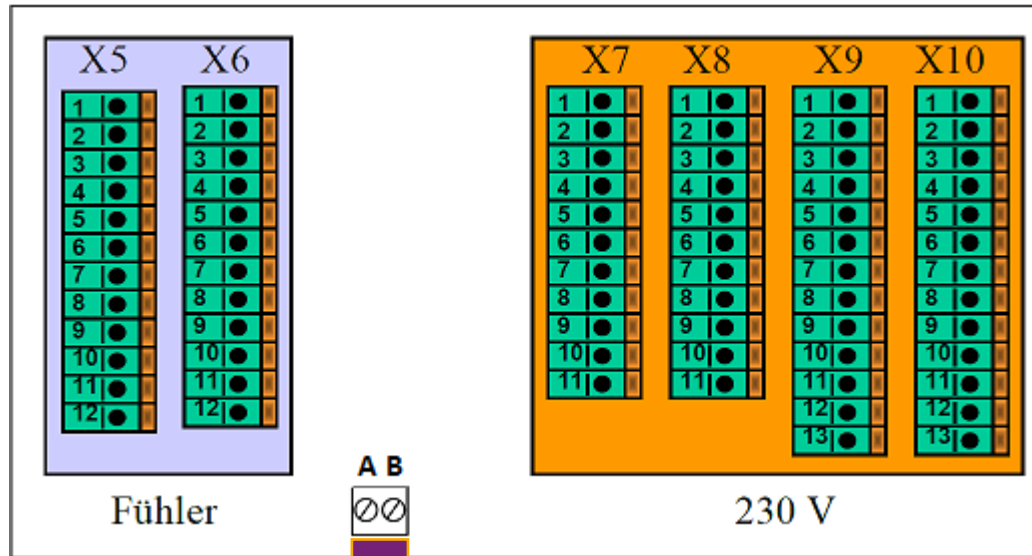 X5 X6 X7 X8 X9 X10
1 1 1 1 1 1
2 2 2 2 2 2
3 3 3 3 3 3
4 4 4 4 4 4
5 5 5 5 5 5
6 6 6 6 6 6
7 7 7 7 7 7
8 8 8 8 8 8
9 9 9 9 9 9
10 10 10 10 10 10
11 11 11 11 11 11
12 12 12 12
13 13
A B
Fühler 230 V